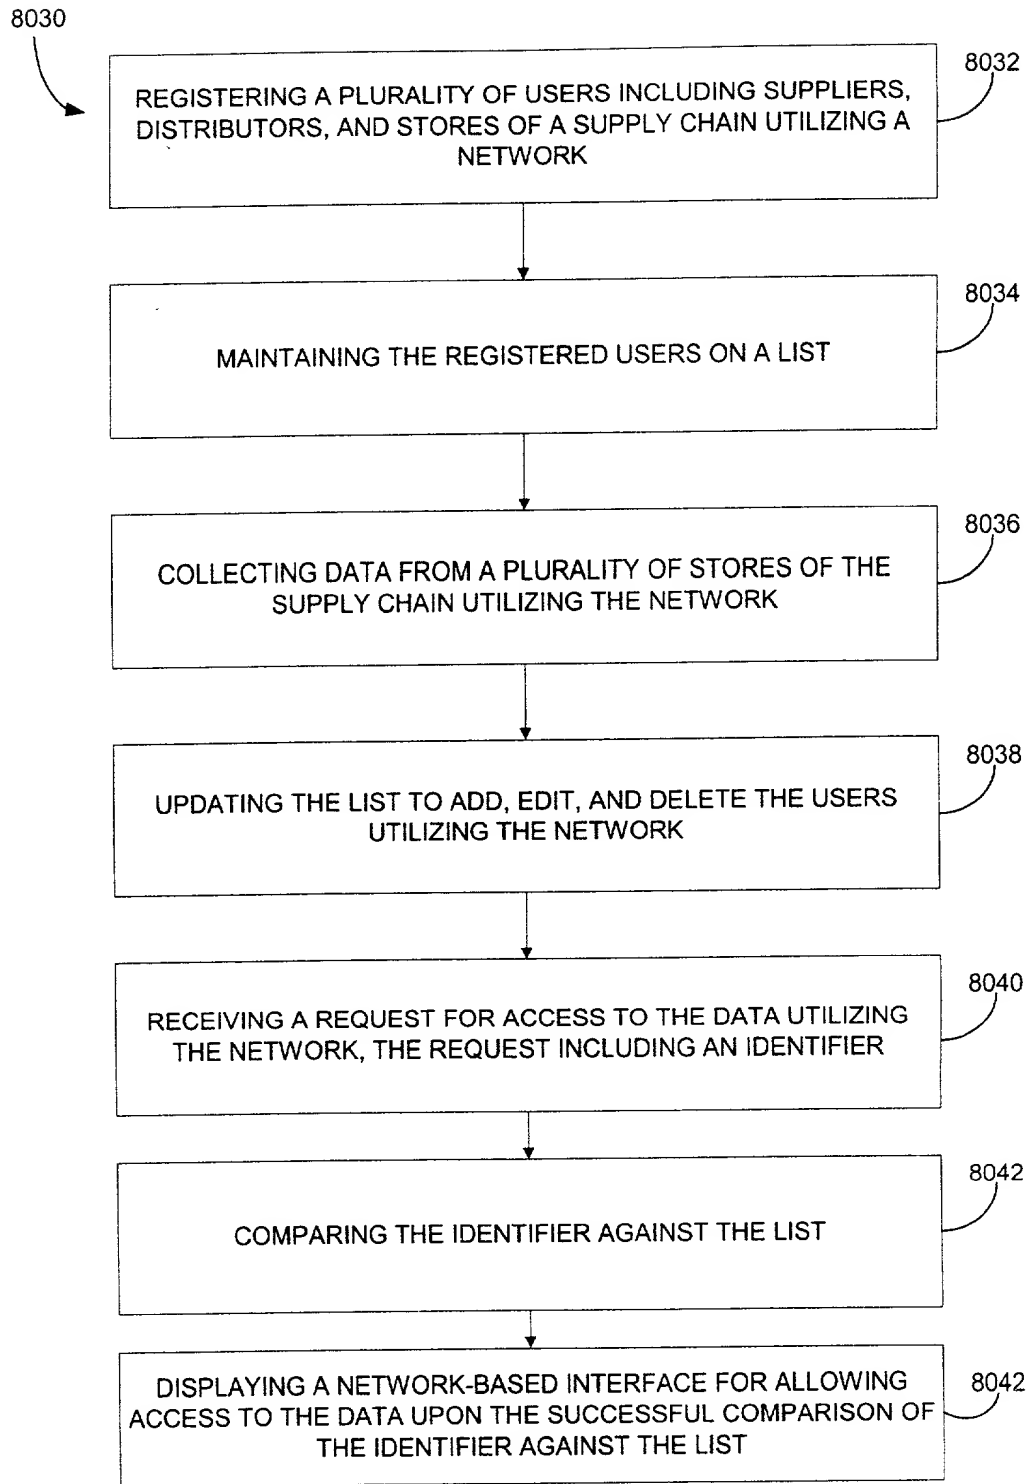 8030
8032
REGISTERING A PLURALITY OF USERS INCLUDING SUPPLIERS,
DISTRIBUTORS, AND STORES OF A SUPPLY CHAIN UTILIZING A
NETWORK
8034
MAINTAINING THE REGISTERED USERS ON A LIST
8036
COLLECTING DATA FROM A PLURALITY OF STORES OF THE
SUPPLY CHAIN UTILIZING THE NETWORK
8038
UPDATING THE LIST TO ADD, EDIT, AND DELETE THE USERS
UTILIZING THE NETWORK
8040
RECEIVING A REQUEST FOR ACCESS TO THE DATA UTILIZING
THE NETWORK, THE REQUEST INCLUDING AN IDENTIFIER
8042
COMPARING THE IDENTIFIER AGAINST THE LIST
8042
DISPLAYING A NETWORK-BASED INTERFACE FOR ALLOWING
ACCESS TO THE DATA UPON THE SUCCESSFUL COMPARISON OF
THE IDENTIFIER AGAINST THE LIST